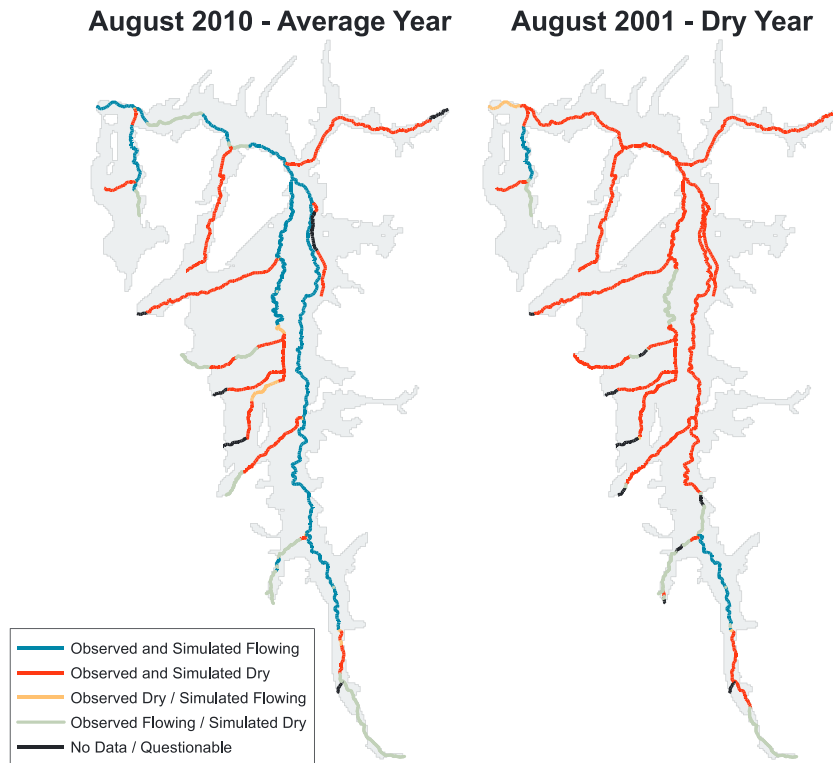 August 2010 - Average Year
August 2001 - Dry Year
Observed and Simulated Flowing
Observed and Simulated Dry
Observed Dry / Simulated Flowing
Observed Flowing / Simulated Dry
No Data / Questionable